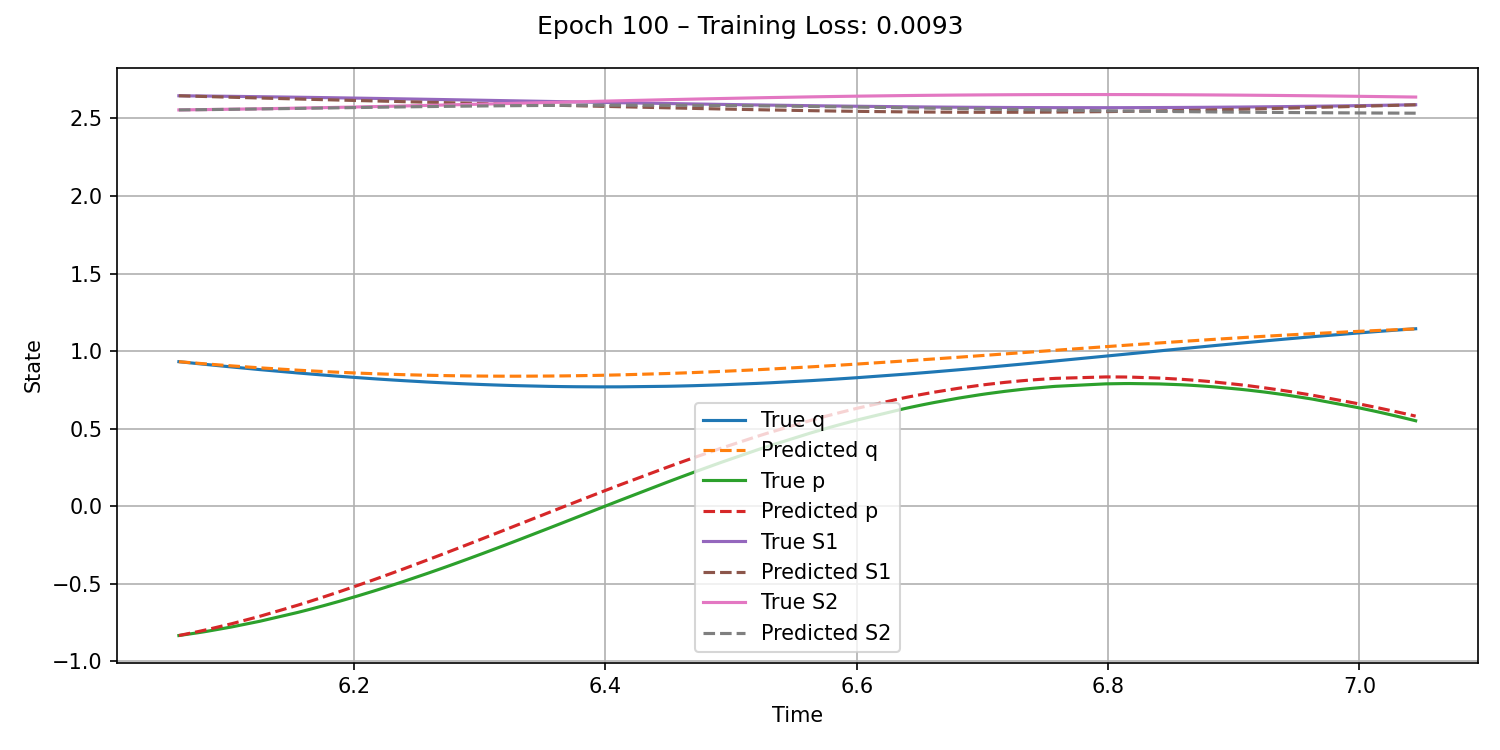 Epoch 100 – Training Loss: 0.0093
State
2.5
2.0
1.5
1.0
0.5
0.0
−0.5
−1.0
True q
Predicted q
True p
Predicted p
True S1
Predicted S1
True S2
Predicted S2
6.2 6.4 6.6 6.8 7.0
Time